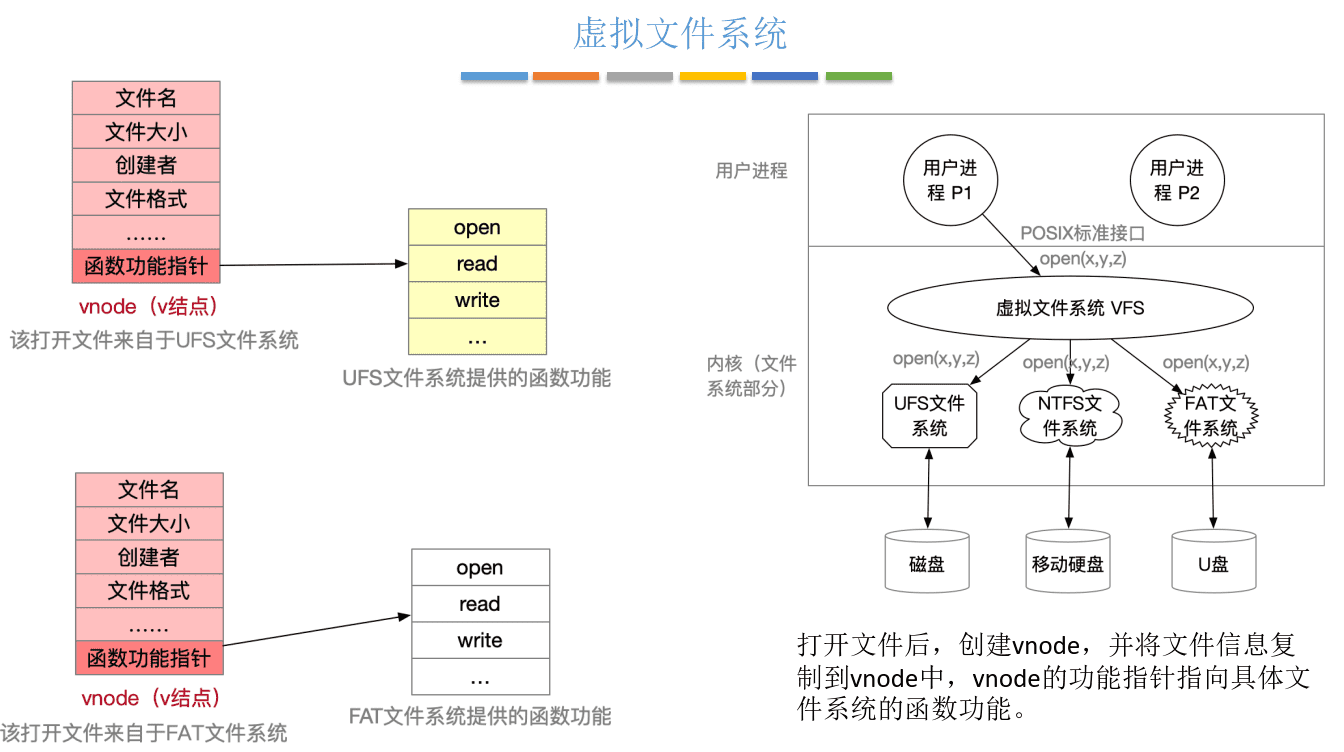 虚拟文件系统
文件名
文件大小
创建者
文件格式
……
函数功能指针
vnode（v结点）
该打开文件来自于UFS文件系统
open
read
write
...
UFS文件系统提供的函数功能
文件名
文件大小
创建者
文件格式
……
函数功能指针
vnode（v结点）
该打开文件来自于FAT文件系统
open
read
write
...
FAT文件系统提供的函数功能
用户进程
用户进
程 P1
用户进
程 P2
POSIX标准接口
open(x,y,z)
虚拟文件系统 VFS
内核（文件
系统部分）
open(x,y,z)
open(x,y,z)
open(x,y,z)
UFS文件
系统
NTFS文
件系统
FAT文
件系统
磁盘
移动硬盘
U盘
打开文件后，创建vnode，并将文件信息复
制到vnode中，vnode的功能指针指向具体文
件系统的函数功能。